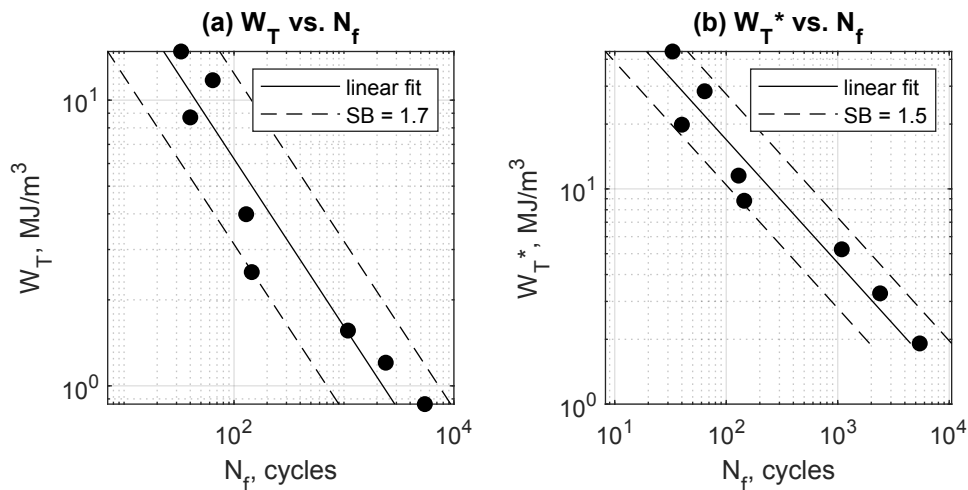 (a) W_T vs. N_f
linear fit
SB = 1.7
10^1
10^0
W_T, MJ/m^3
10^2
10^4
N_f, cycles
(b) W_T* vs. N_f
linear fit
SB = 1.5
10^1
10^0
W_T*, MJ/m^3
10^1
10^2
10^3
10^4
N_f, cycles